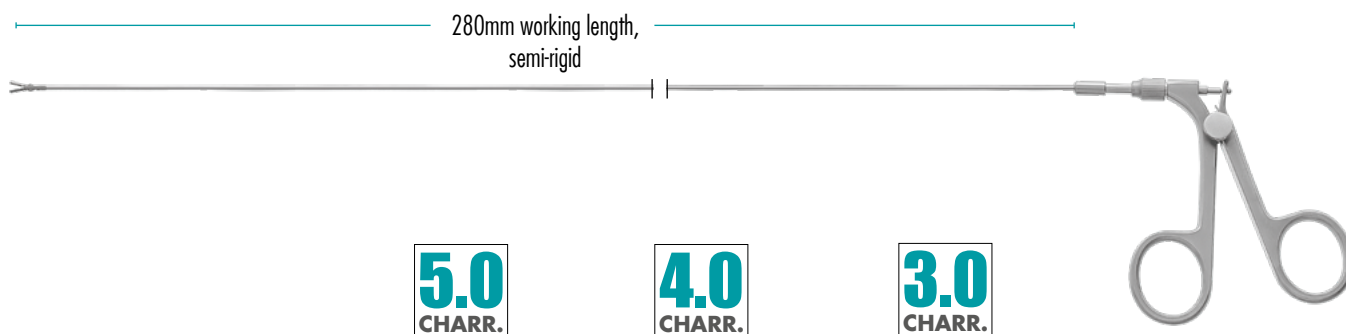 280mm working length,
semi-rigid
5.0
CHARR.
4.0
CHARR.
3.0
CHARR.